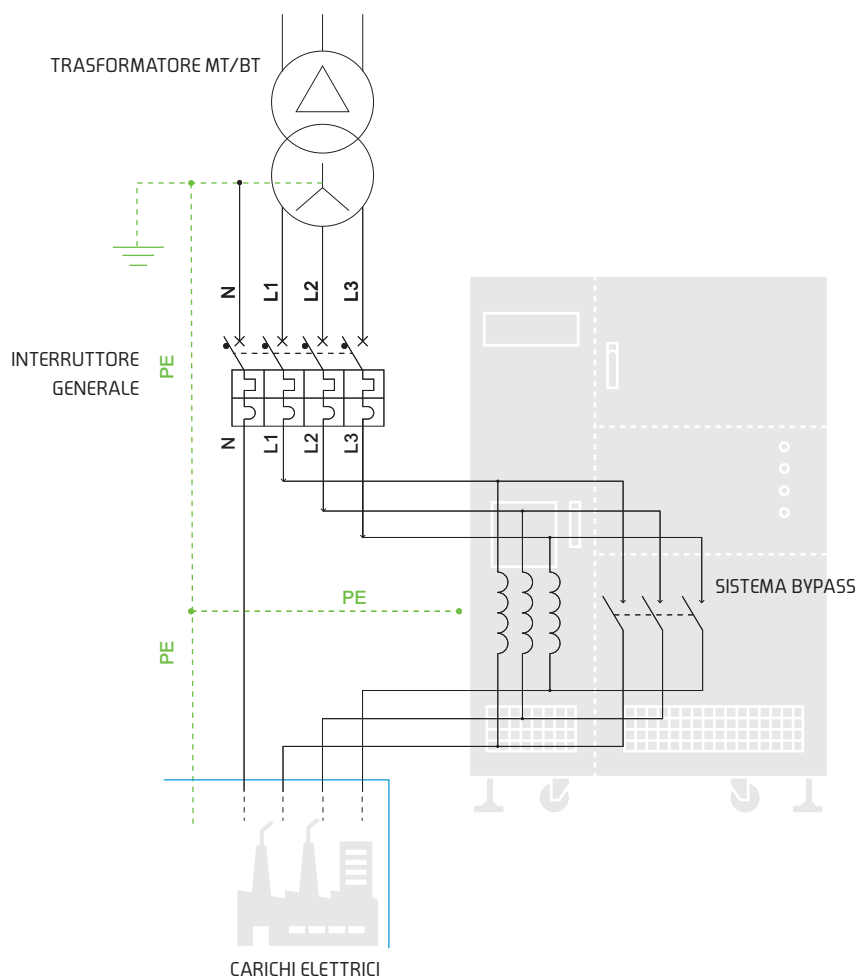 TRASFORMATORE MT/BT
N
L1
L2
L3
INTERRUTTORE
GENERALE
PE
N
L1
L2
L3
SISTEMA BYPASS
PE
PE
CARICHI ELETTRICI